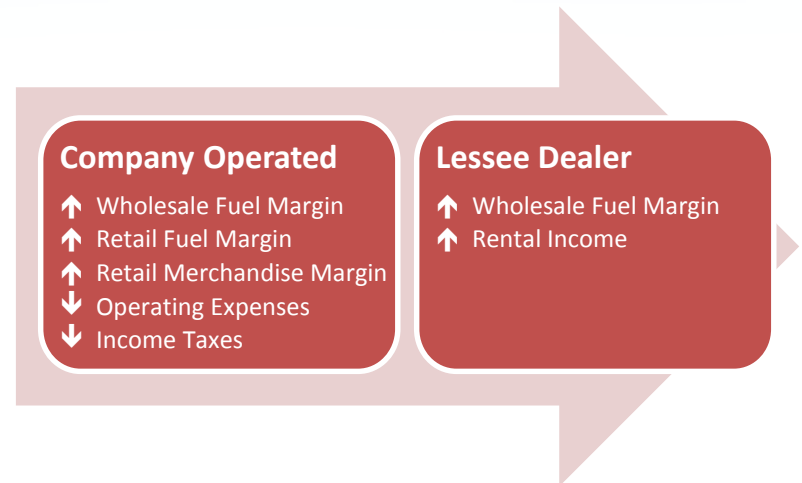 Company Operated
↑ Wholesale Fuel Margin
↑ Retail Fuel Margin
↑ Retail Merchandise Margin
↓ Operating Expenses
↓ Income Taxes
Lessee Dealer
↑ Wholesale Fuel Margin
↑ Rental Income